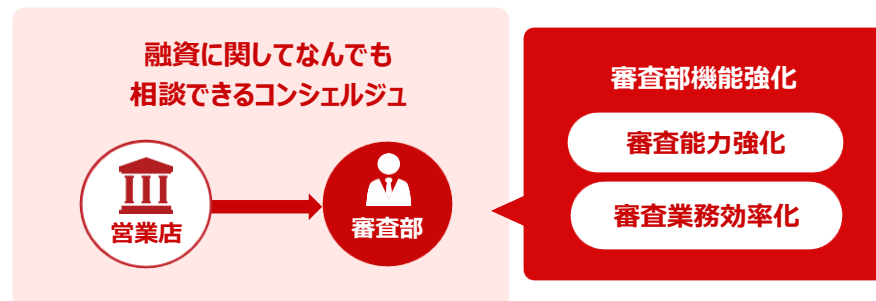 融資に関してなんでも
相談できるコンシェルジュ
営業店
審査部
審査部機能強化
審査能力強化
審査業務効率化